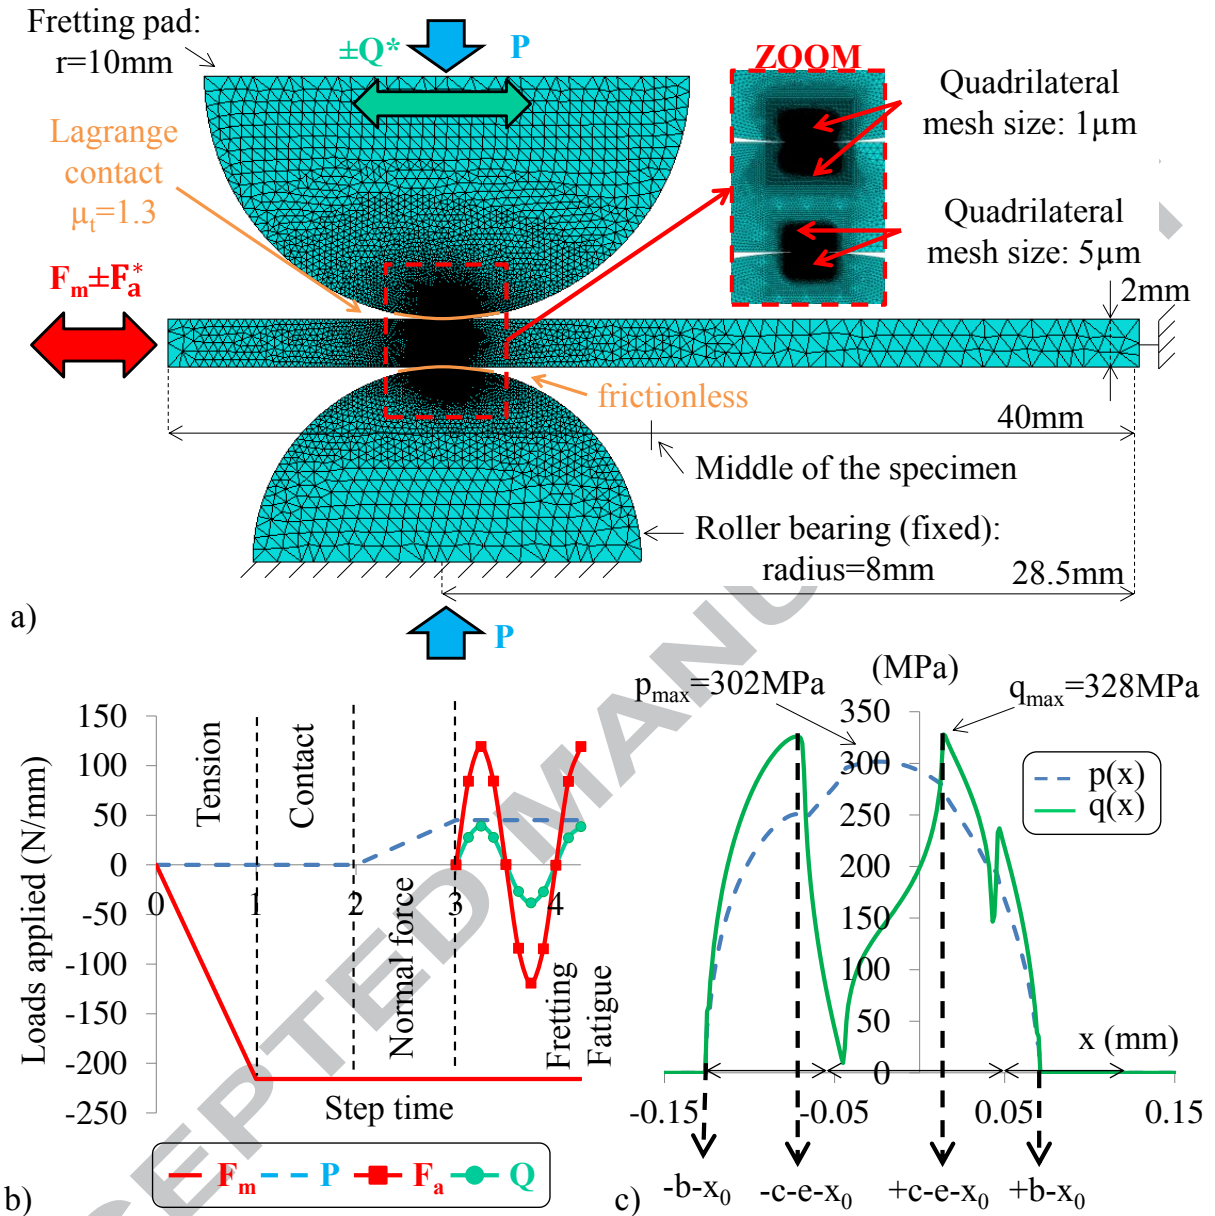 Fretting pad:
r=10mm
±Q*
P
ZOOM
Quadrilateral
mesh size: 1µm
Lagrange
contact
µt=1.3
Quadrilateral
mesh size: 5µm
Fm±Fa*
2mm
frictionless
40mm
Middle of the specimen
Roller bearing (fixed):
radius=8mm
28.5mm
a)
P
ACCEPTED MANU
Loads applied (N/mm)
150
100
50
0
-50
-100
-150
-200
-250
0
1
2
3
4
Tension
Contact
Normal force
Fretting
Fatigue
Step time
Fm
P
Fa
Q
b)
(MPa)
pmax=302MPa
qmax=328MPa
350
300
250
200
150
100
50
0
p(x)
q(x)
x (mm)
-0.15
-0.05
0.05
0.15
-b-x0
-c-e-x0
+c-e-x0
+b-x0
c)